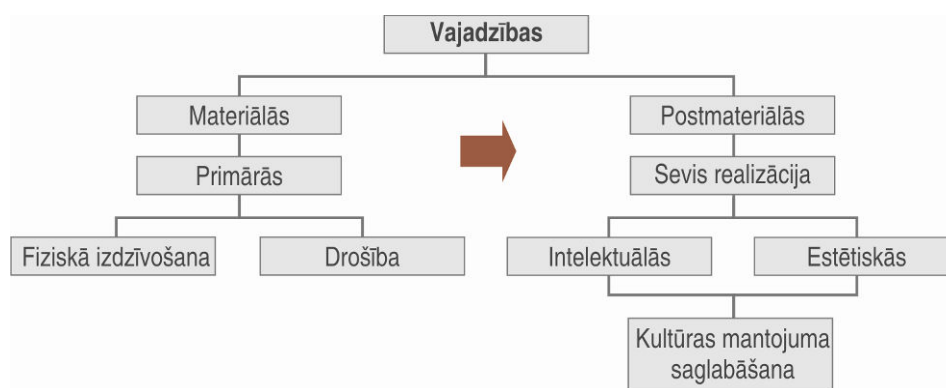 Vajadzības
Materiālās
Postmateriālās
Primārās
Sevis realizācija
Fiziskā izdzīvošana
Drošība
Intelektuālās
Estētiskās
Kultūras mantojuma
saglabāšana